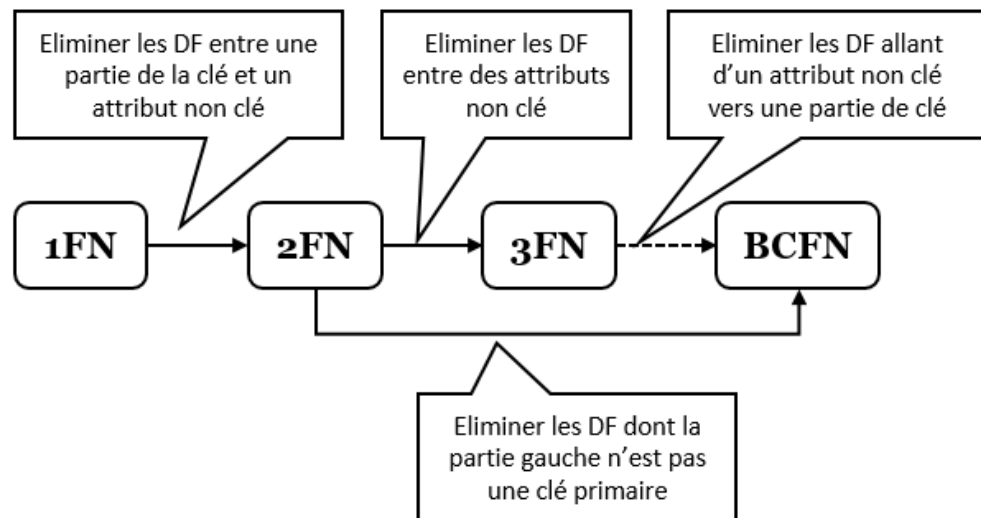 Eliminer les DF entre une
partie de la clé et un
attribut non clé
Eliminer les DF
entre des attributs
non clé
Eliminer les DF allant
d'un attribut non clé
vers une partie de clé
1FN
2FN
3FN
BCFN
Eliminer les DF dont la
partie gauche n'est pas
une clé primaire